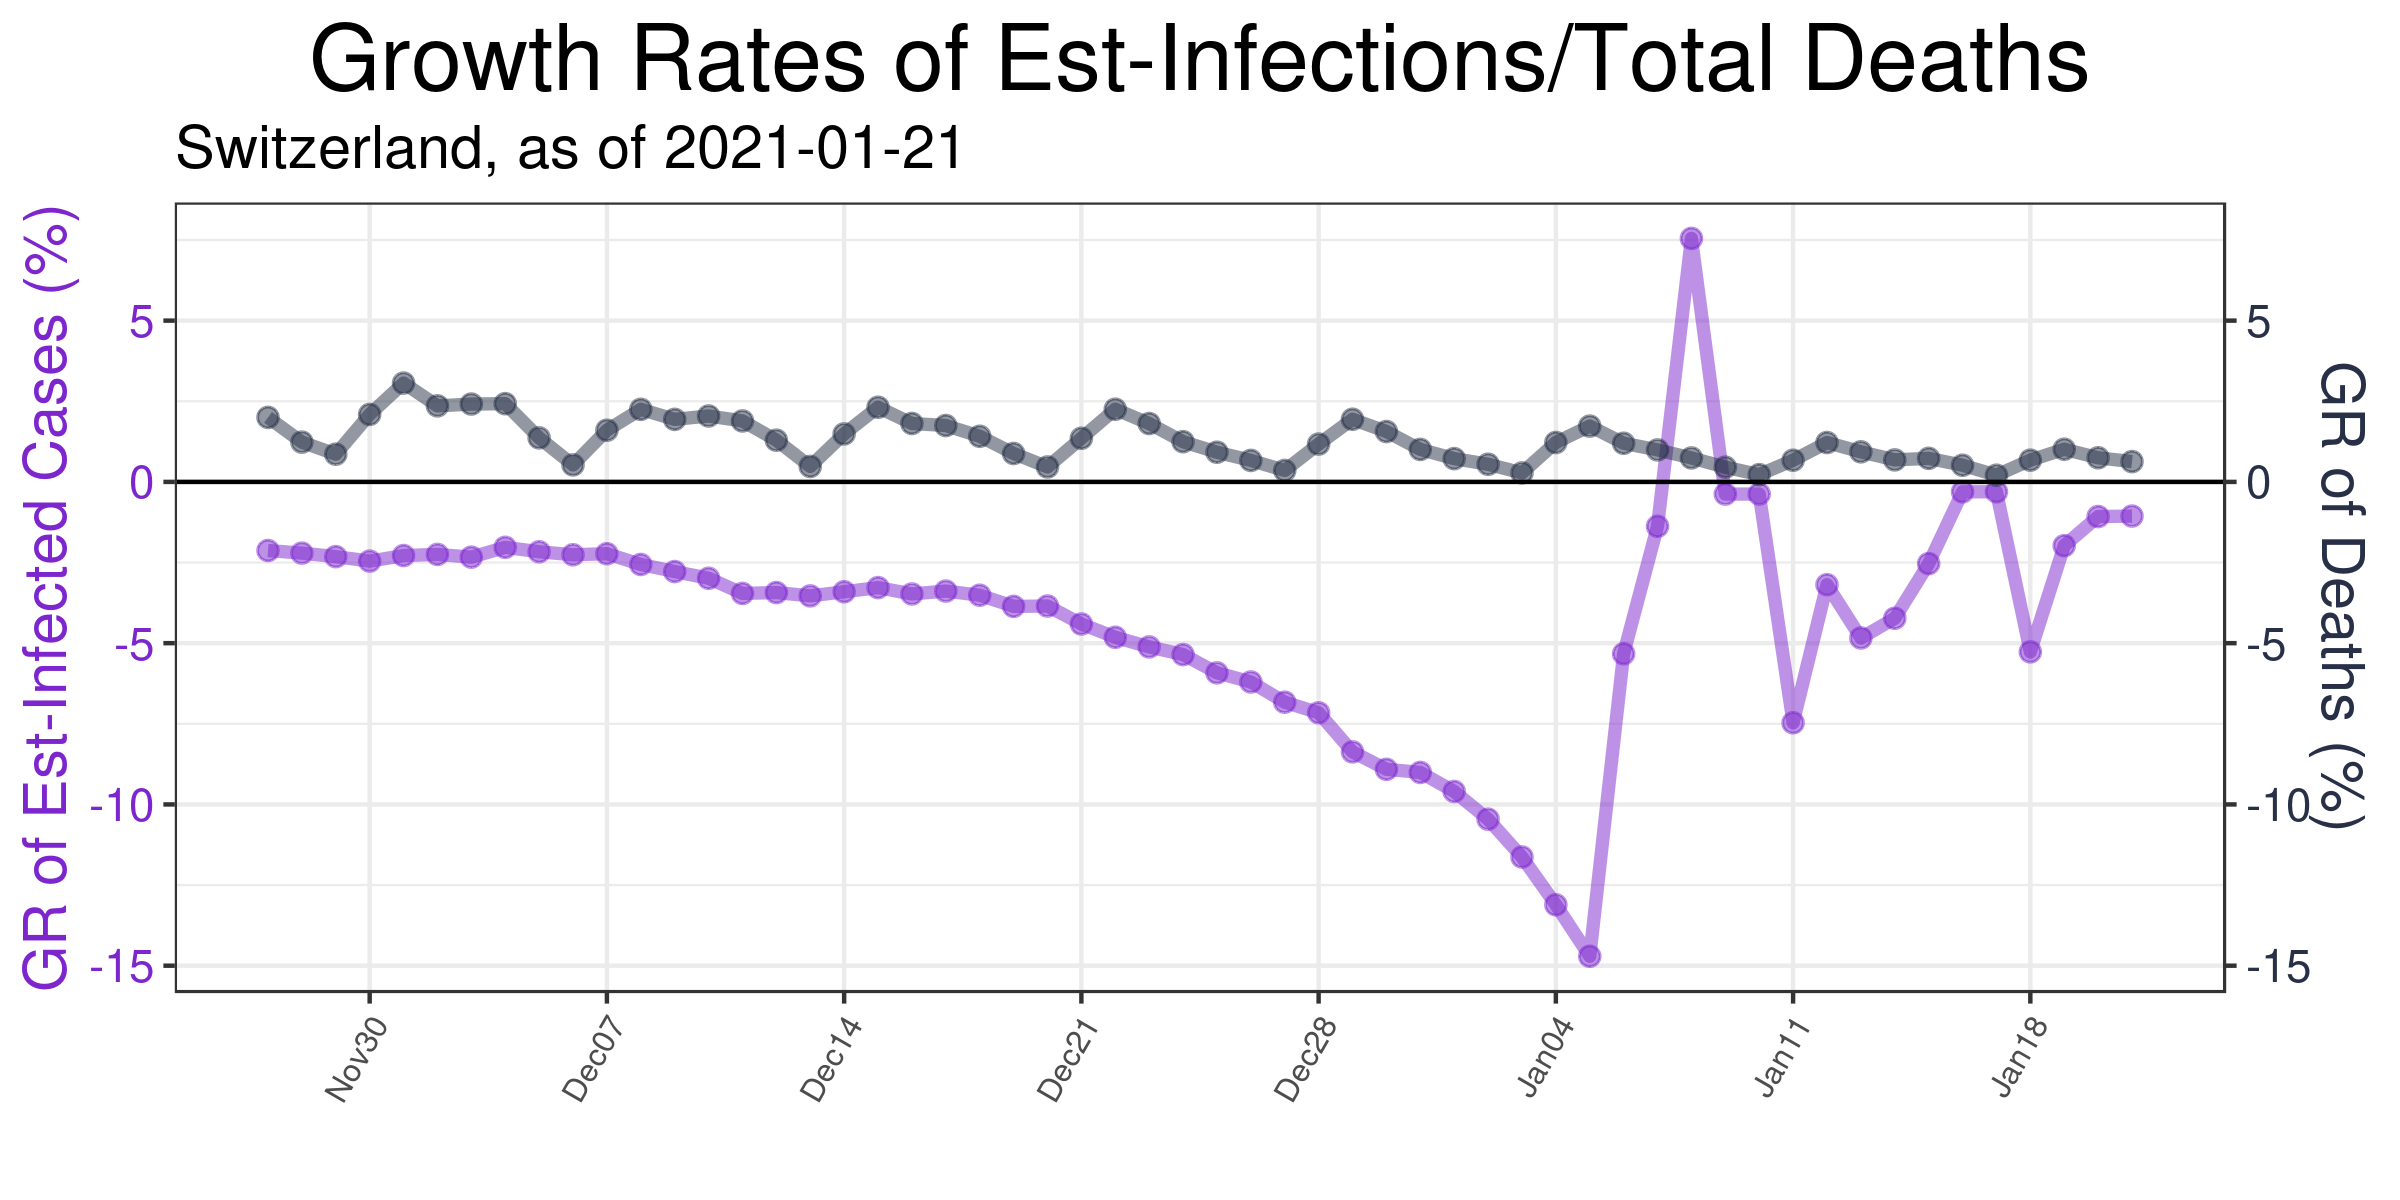 Growth Rates of Est-Infections/Total Deaths
Switzerland, as of 2021-01-21
GR of Est-Infected Cases (%)
5
0
-5
-10
-15
5
0
-5
-10
-15
GR of Deaths (%)
Nov30
Dec07
Dec14
Dec21
Dec28
Jan04
Jan11
Jan18